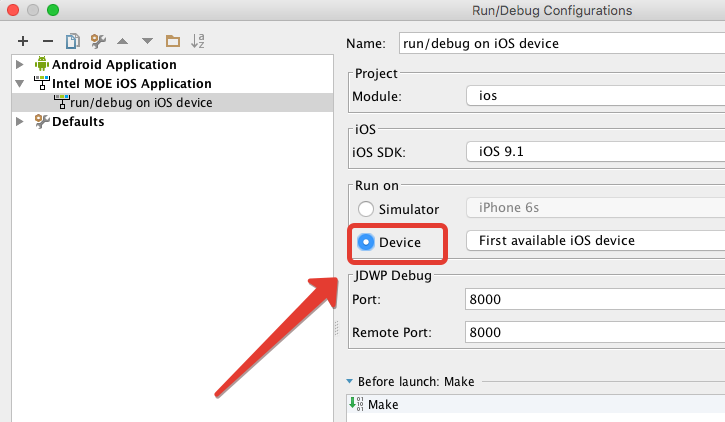 Run/Debug Configurations
Android Application
Intel MOE iOS Application
run/debug on iOS device
Defaults
Name: run/debug on iOS device
Project
Module: ios
iOS
iOS SDK: iOS 9.1
Run on
Simulator iPhone 6s
Device First available iOS device
JDWP Debug
Port: 8000
Remote Port: 8000
Before launch: Make
Make